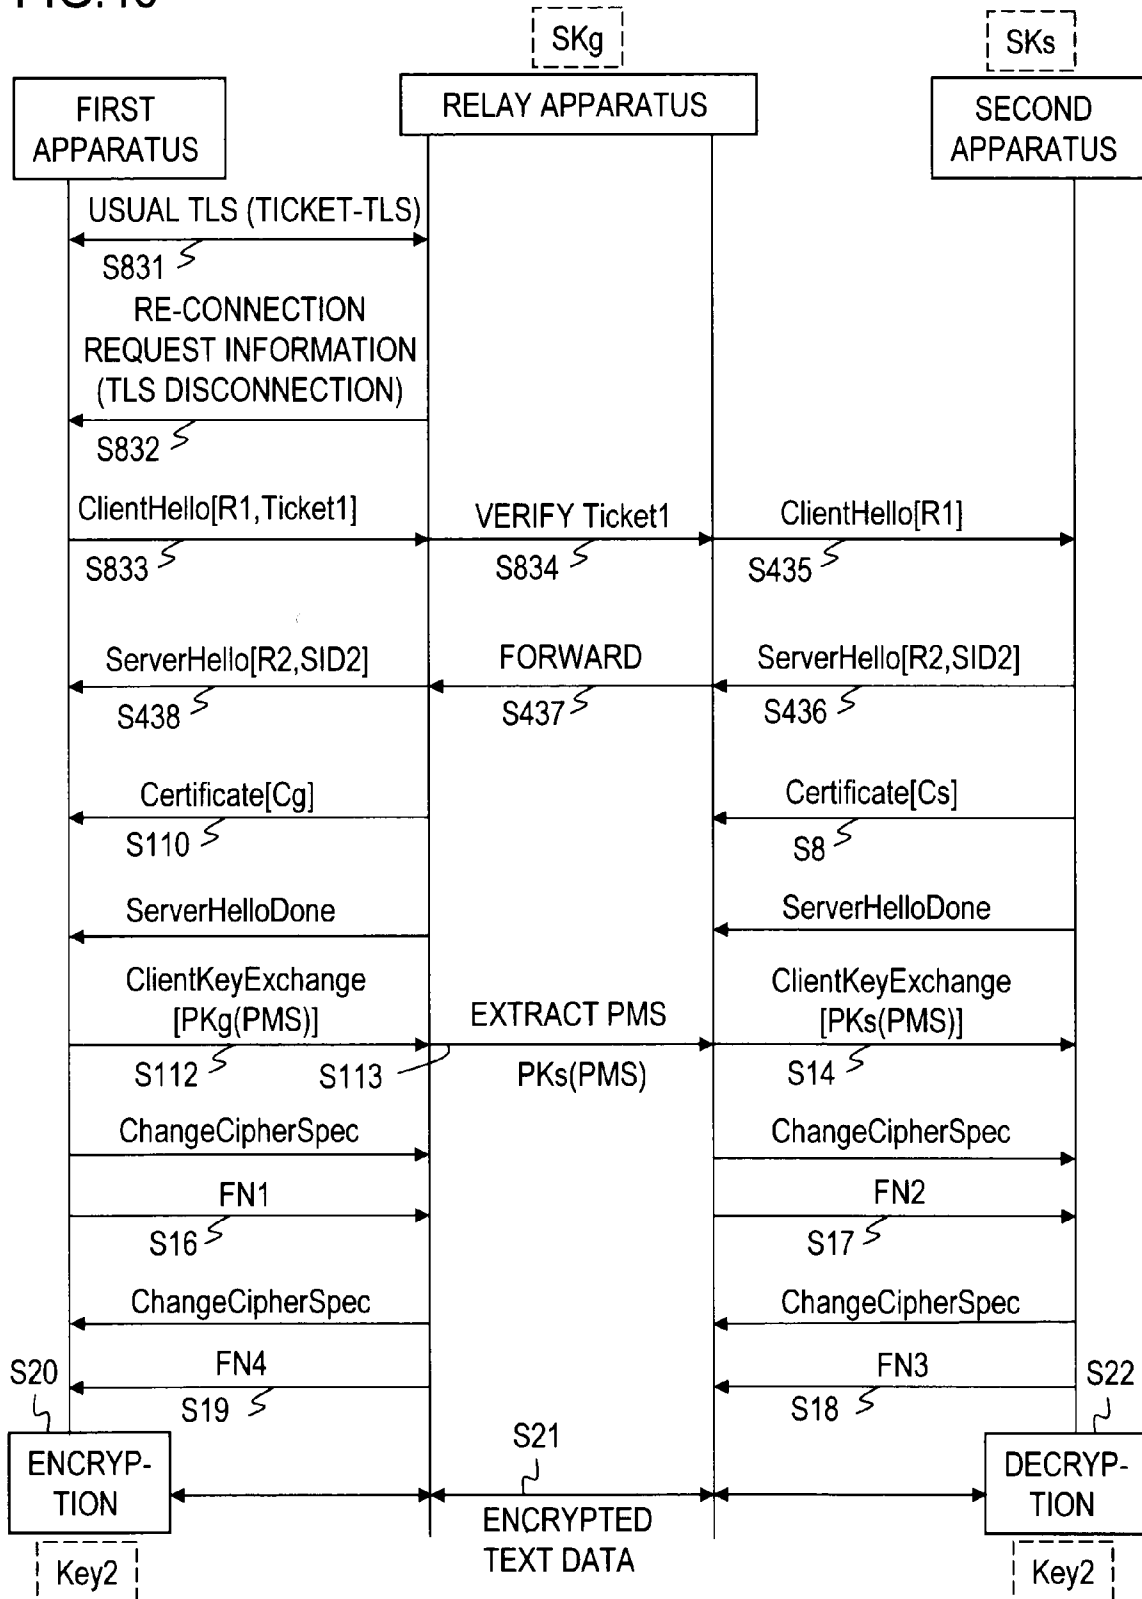 SKg
SKs
FIRST
APPARATUS
RELAY APPARATUS
SECOND
APPARATUS
USUAL TLS (TICKET-TLS)
S831
RE-CONNECTION
REQUEST INFORMATION
(TLS DISCONNECTION)
S832
ClientHello[R1,Ticket1]
VERIFY Ticket1
ClientHello[R1]
S833
S834
S435
ServerHello[R2,SID2]
FORWARD
ServerHello[R2,SID2]
S438
S437
S436
Certificate[Cg]
Certificate[Cs]
S110
S8
ServerHelloDone
ServerHelloDone
ClientKeyExchange
[PKg(PMS)]
EXTRACT PMS
ClientKeyExchange
[PKs(PMS)]
S112
S113
PKs(PMS)
S14
ChangeCipherSpec
ChangeCipherSpec
FN1
FN2
S16
S17
ChangeCipherSpec
ChangeCipherSpec
FN4
FN3
S20
S19
S18
S22
S21
ENCRYP-
TION
ENCRYPTED
TEXT DATA
DECRYP-
TION
Key2
Key2